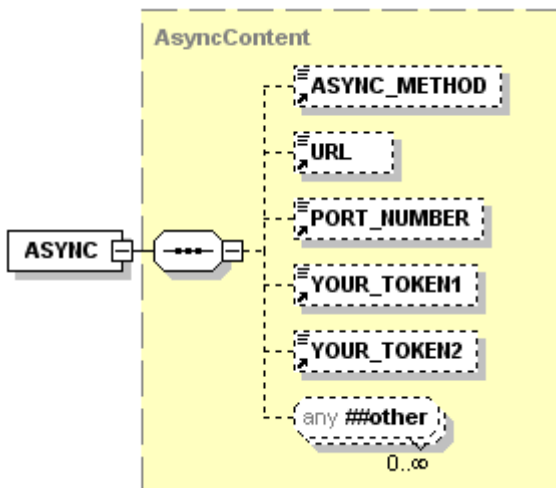 AsyncContent
ASYNC_METHOD
URL
PORT_NUMBER
ASYNC
YOUR_TOKEN1
YOUR_TOKEN2
any ##other
0..∞